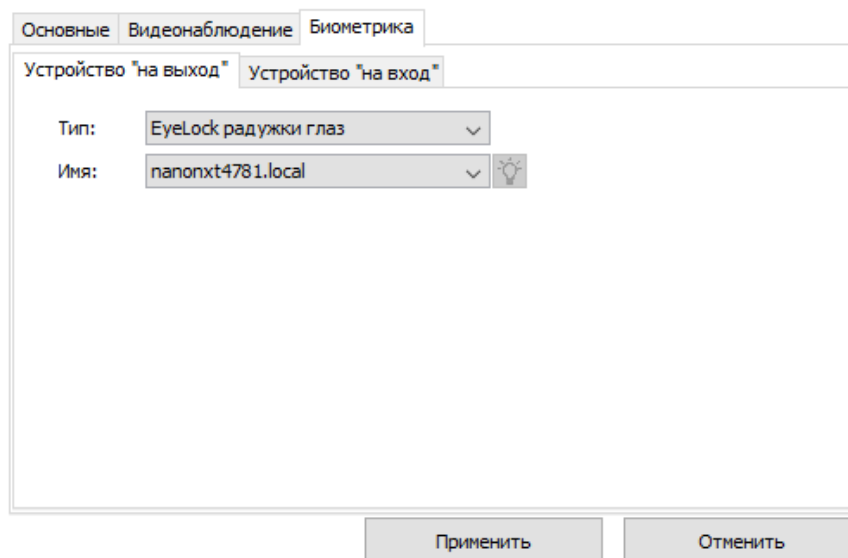 Основные Видеонаблюдение Биометрика
Устройство "на выход" Устройство "на вход"
Тип: EyeLock радужки глаз
Имя: nanonxt4781.local
Применить Отменить